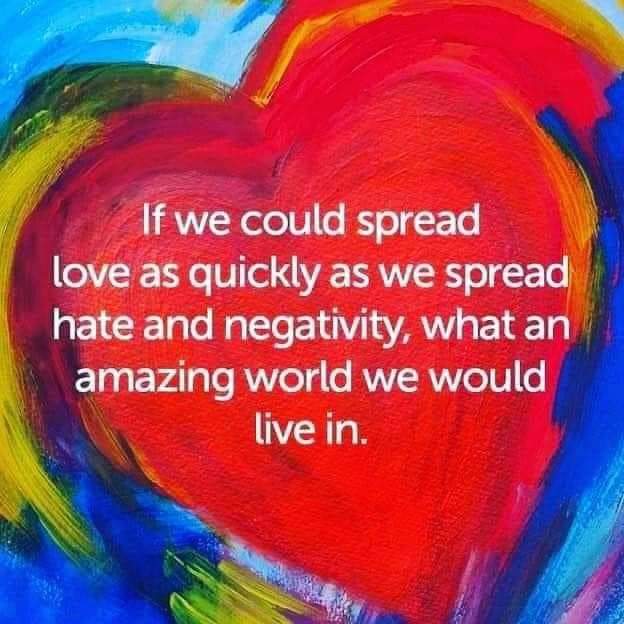 If we could spread
love as quickly as we spread
hate and negativity, what an
amazing world we would
live in.